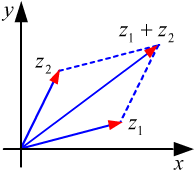 y
z₁ + z₂
z₂
z₁
x